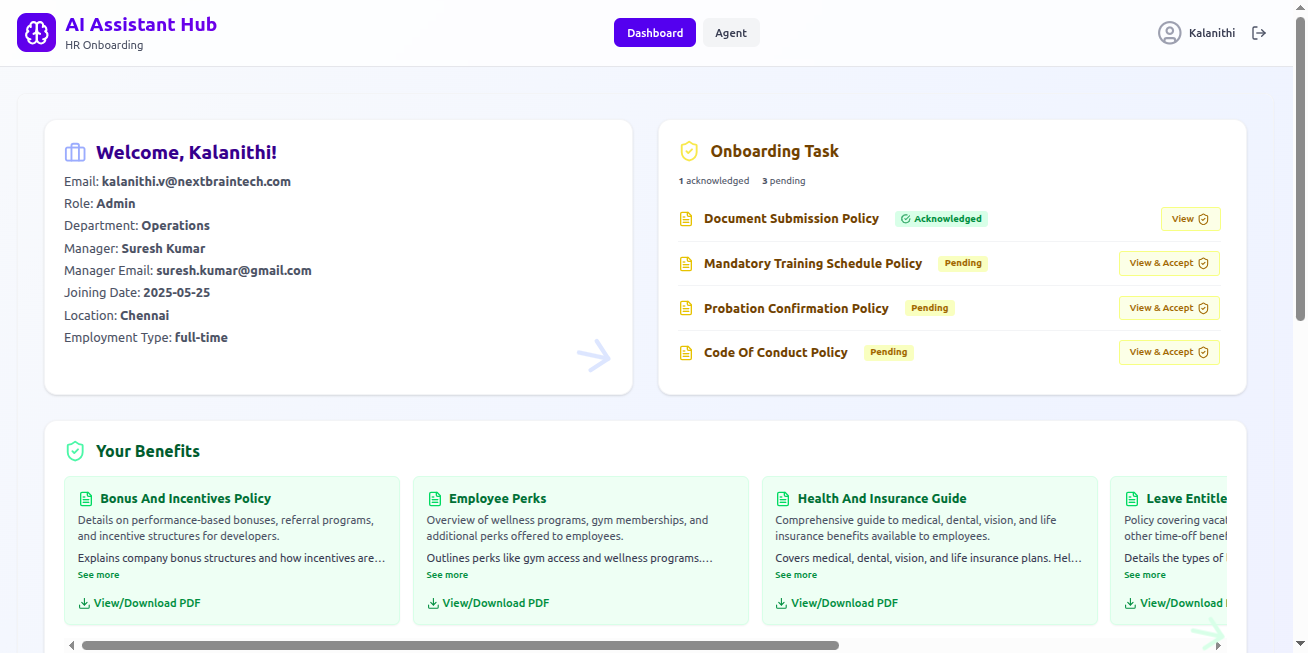 AI Assistant Hub
HR Onboarding
Dashboard
Agent
Kalanithi
Welcome, Kalanithi!
Email: kalanithi.v@nextbraintech.com
Role: Admin
Department: Operations
Manager: Suresh Kumar
Manager Email: suresh.kumar@gmail.com
Joining Date: 2025-05-25
Location: Chennai
Employment Type: full-time
Onboarding Task
1 acknowledged 3 pending
Document Submission Policy Acknowledged View
Mandatory Training Schedule Policy Pending View & Accept
Probation Confirmation Policy Pending View & Accept
Code Of Conduct Policy Pending View & Accept
Your Benefits
Bonus And Incentives Policy
Details on performance-based bonuses, referral programs,
and incentive structures for developers.
Explains company bonus structures and how incentives are...
See more
View/Download PDF
Employee Perks
Overview of wellness programs, gym memberships, and
additional perks offered to employees.
Outlines perks like gym access and wellness programs....
See more
View/Download PDF
Health And Insurance Guide
Comprehensive guide to medical, dental, vision, and life
insurance benefits available to employees.
Covers medical, dental, vision, and life insurance plans. Hel...
See more
View/Download PDF
Leave Entitle
Policy covering vacat
other time-off benef
Details the types of
See more
View/Download